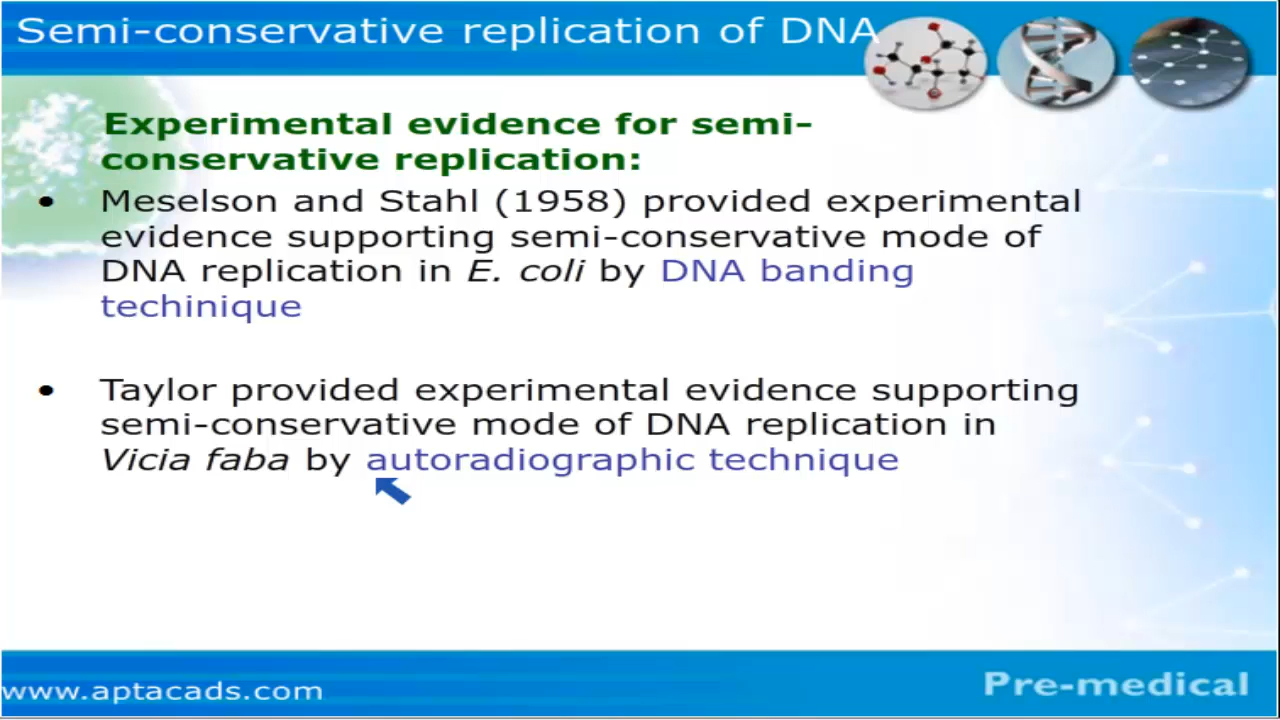 Semi-conservative replication of DNA
Experimental evidence for semi-
conservative replication:
• Meselson and Stahl (1958) provided experimental
evidence supporting semi-conservative mode of
DNA replication in E. coli by DNA banding
techinique
• Taylor provided experimental evidence supporting
semi-conservative mode of DNA replication in
Vicia faba by autoradiographic technique
www.aptacads.com
Pre-medical